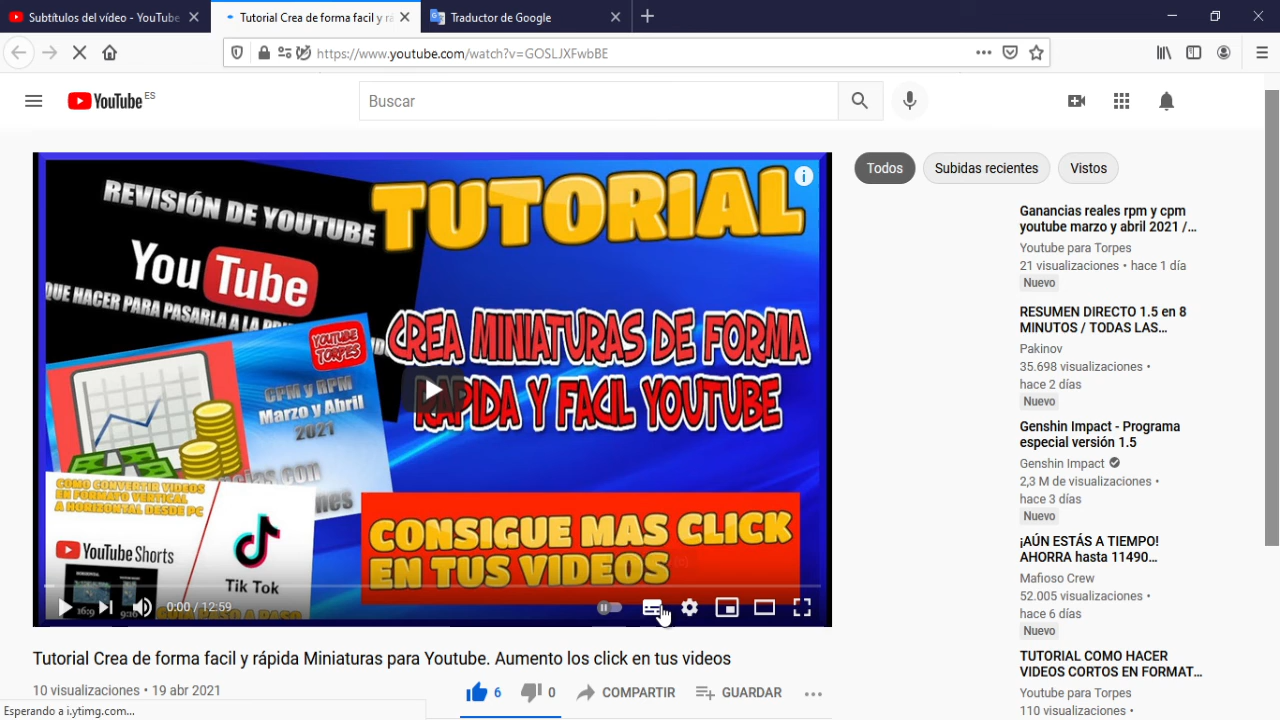 Subtítulos del vídeo - YouTube
Tutorial Crea de forma facil y rá
Traductor de Google
https://www.youtube.com/watch?v=GOSLJXFwbBE
YouTube ES
Buscar
REVISIÓN DE YOUTUBE
YouTube
QUE HACER PARA PASARLA A LA
TUTORIAL
CREA MINIATURAS DE FORMA
RAPIDA Y FACIL YOUTUBE
YOUTUBE
TORPES
CPM y RPM
Marzo y Abril
2021
COMO CONVERTIR VIDEOS
EN FORMATO VERTICAL
A HORIZONTAL DESDE PC
YouTube Shorts
Tik Tok
16:9
9:16
CONSIGUE MAS CLICK
EN TUS VIDEOS
0:00 / 12:59
Tutorial Crea de forma facil y rápida Miniaturas para Youtube. Aumento los click en tus videos
10 visualizaciones • 19 abr 2021
6
0
COMPARTIR
GUARDAR
Esperando a i.ytimg.com...
Todos
Subidas recientes
Vistos
Ganancias reales rpm y cpm
youtube marzo y abril 2021 /...
Youtube para Torpes
21 visualizaciones • hace 1 día
Nuevo
RESUMEN DIRECTO 1.5 en 8
MINUTOS / TODAS LAS...
Pakinov
35.698 visualizaciones •
hace 2 días
Nuevo
Genshin Impact - Programa
especial versión 1.5
Genshin Impact
2,3 M de visualizaciones •
hace 3 días
Nuevo
¡AÚN ESTÁS A TIEMPO!
AHORA hasta 11490...
Mafioso Crew
52.005 visualizaciones •
hace 6 días
Nuevo
TUTORIAL COMO HACER
VIDEOS CORTOS EN FORMAT...
Youtube para Torpes
110 visualizaciones •